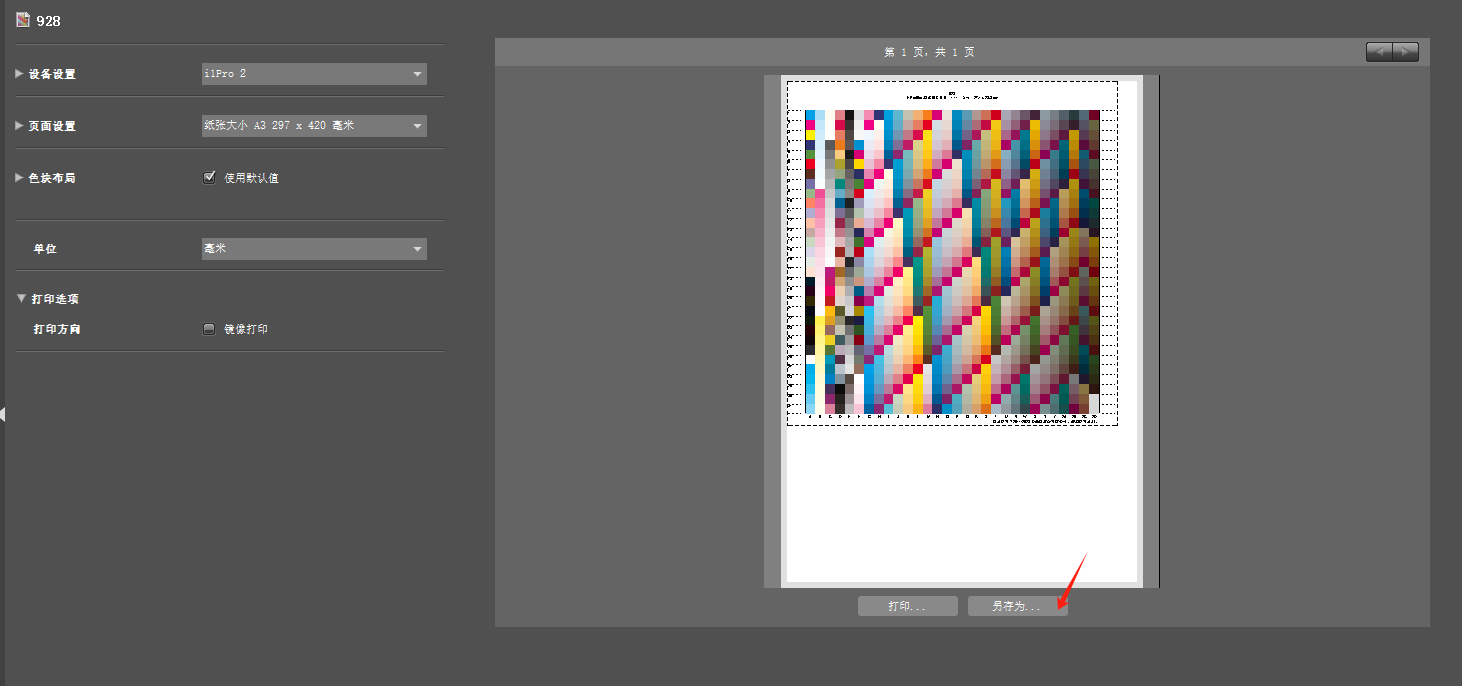 928
第 1 页, 共 1 页
设备设置
i1Pro 2
页面设置
纸张大小 A3 297 x 420 毫米
色块布局
使用默认值
单位
毫米
打印选项
打印方向
镜像打印
打印...
另存为...